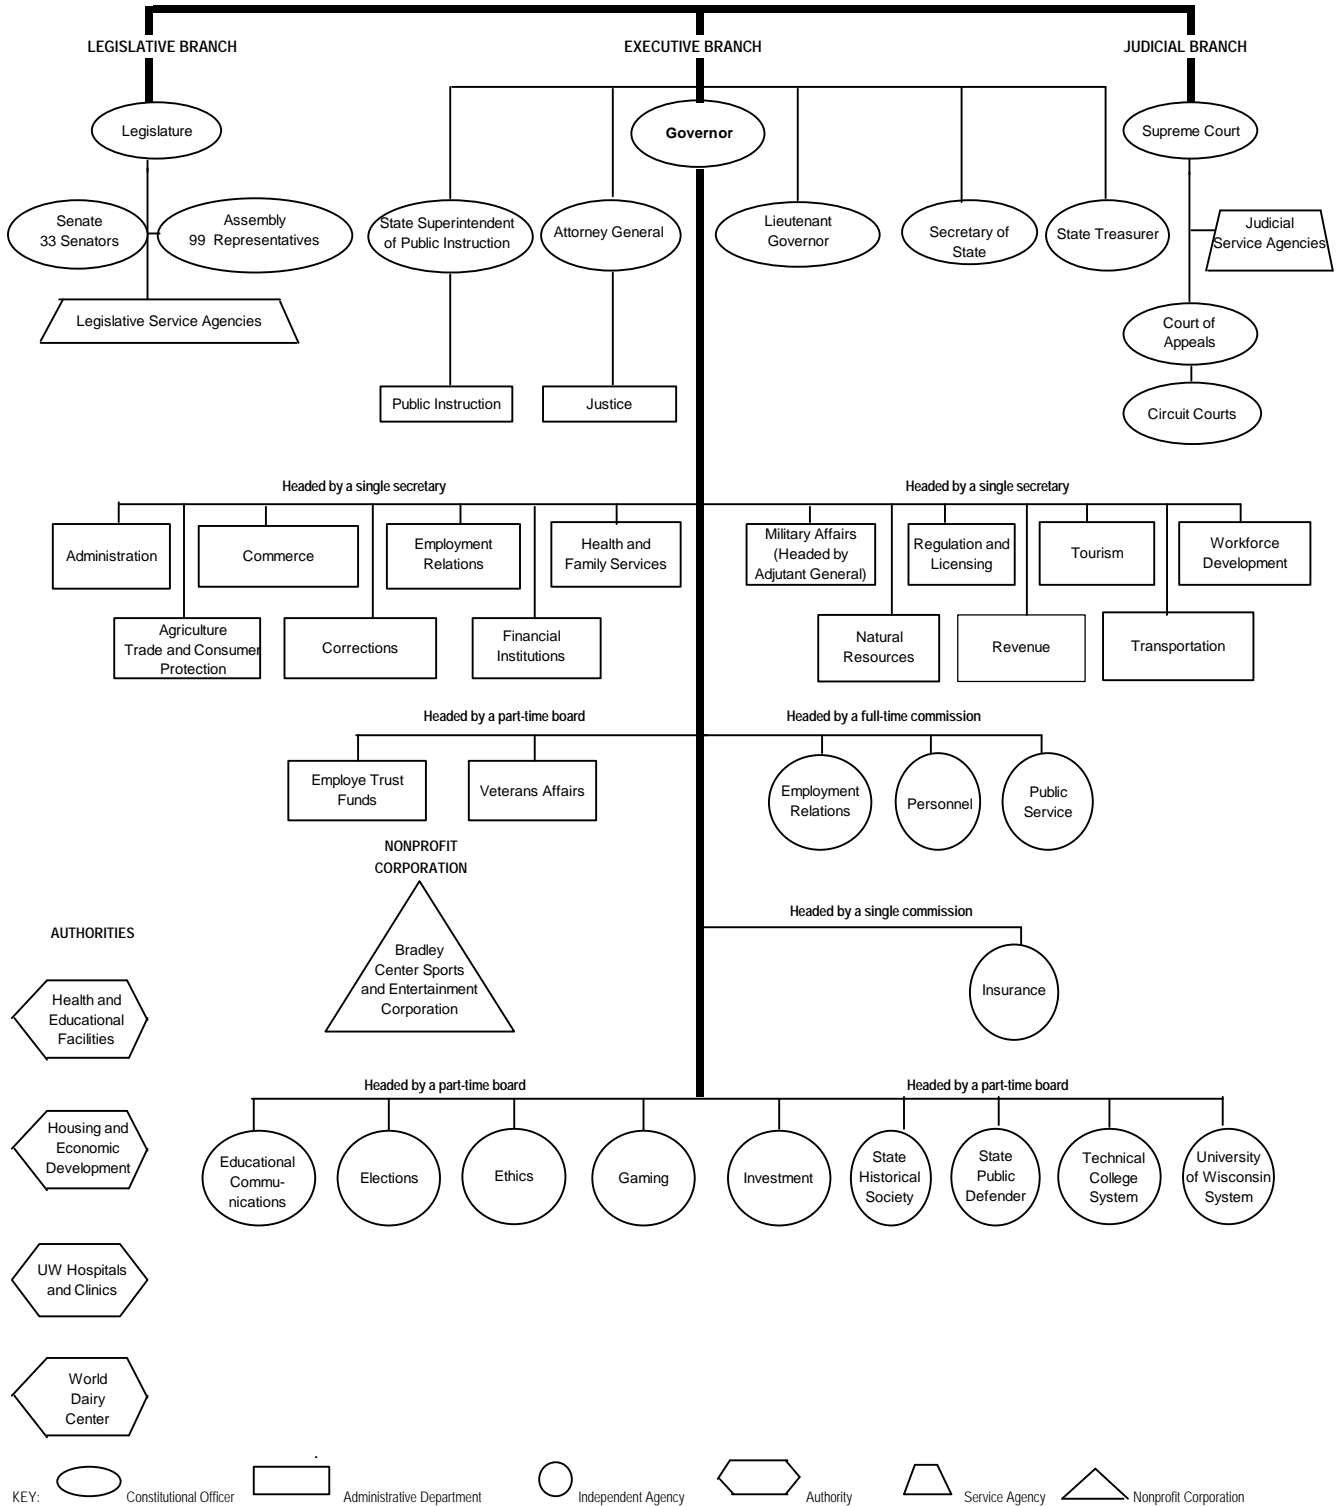 LEGISLATIVE BRANCH
EXECUTIVE BRANCH
JUDICIAL BRANCH
Legislature
Governor
Supreme Court
Senate
33 Senators
Assembly
99 Representatives
State Superintendent
of Public Instruction
Attorney General
Lieutenant
Governor
Secretary of
State
State Treasurer
Judicial
Service Agencies
Legislative Service Agencies
Court of
Appeals
Public Instruction
Justice
Circuit Courts
Headed by a single secretary
Headed by a single secretary
Administration
Commerce
Employment
Relations
Health and
Family Services
Military Affairs
(Headed by
Adjutant General)
Regulation and
Licensing
Tourism
Workforce
Development
Agriculture
Trade and Consumer
Protection
Corrections
Financial
Institutions
Natural
Resources
Revenue
Transportation
Headed by a part-time board
Headed by a full-time commission
Employe Trust
Funds
Veterans Affairs
Employment
Relations
Personnel
Public
Service
NONPROFIT
CORPORATION
Bradley
Center Sports
and Entertainment
Corporation
Headed by a single commission
Insurance
AUTHORITIES
Health and
Educational
Facilities
Housing and
Economic
Development
UW Hospitals
and Clinics
World
Dairy
Center
Headed by a part-time board
Headed by a part-time board
Educational
Commu-
nications
Elections
Ethics
Gaming
Investment
State
Historical
Society
State
Public
Defender
Technical
College
System
University
of Wisconsin
System
KEY:
Constitutional Officer
Administrative Department
Independent Agency
Authority
Service Agency
Nonprofit Corporation